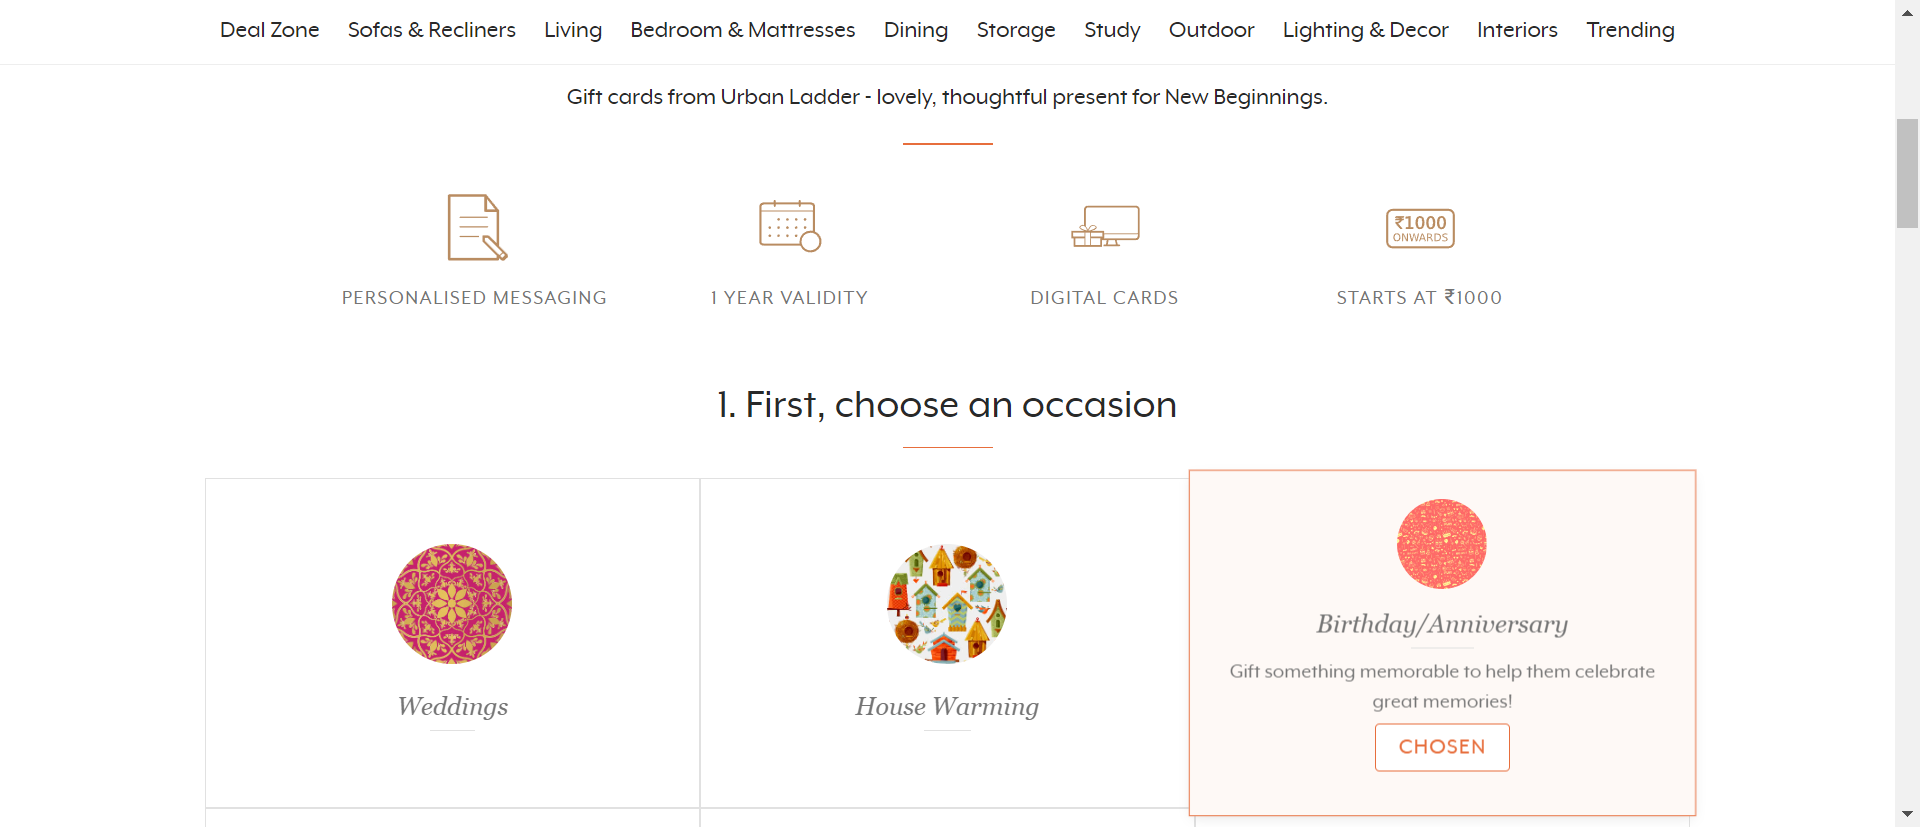 Deal Zone Sofas & Recliners Living Bedroom & Mattresses Dining Storage Study Outdoor Lighting & Decor Interiors Trending
Gift cards from Urban Ladder - lovely, thoughtful present for New Beginnings.
₹1000
ONWARDS
PERSONALISED MESSAGING 1 YEAR VALIDITY DIGITAL CARDS STARTS AT ₹1000
1. First, choose an occasion
Weddings
House Warming
Birthday/Anniversary
Gift something memorable to help them celebrate
great memories!
CHOSEN